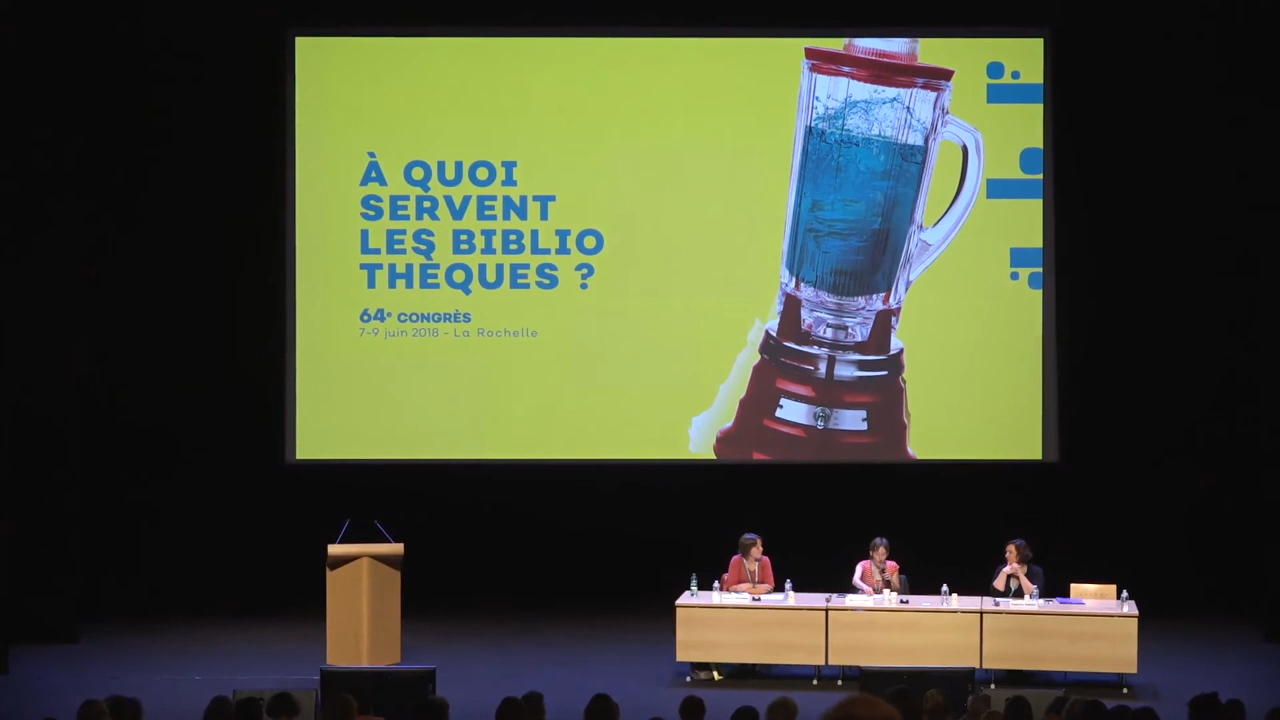 À QUOI
SERVENT
LES BIBLIO
THÈQUES ?
64e CONGRÈS
7-9 juin 2018 - La Rochelle